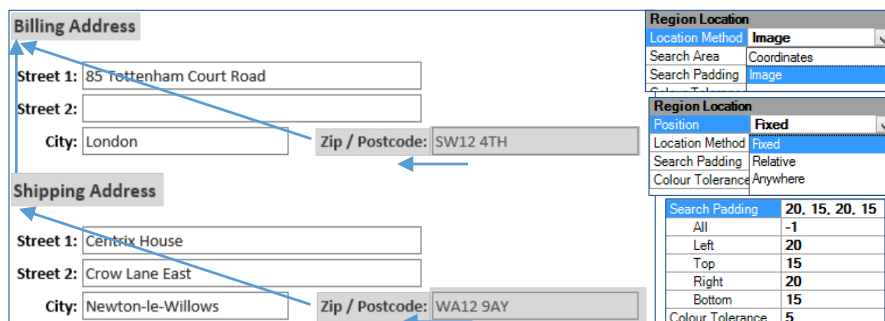 Billing Address
Street 1: 85 Tottenham Court Road
Street 2:
City: London Zip / Postcode: SW12 4TH
Shipping Address
Street 1: Centrix House
Street 2: Crow Lane East
City: Newton-le-Willows Zip / Postcode: WA12 9AY
Region Location
Location Method Image
Search Area Coordinates
Search Padding Image
Colour Tolerance
Region Location
Position Fixed
Location Method Fixed
Search Padding Relative
Colour Tolerance Anywhere
Search Padding 20, 15, 20, 15
All -1
Left 20
Top 15
Right 20
Bottom 15
Colour Tolerance 5